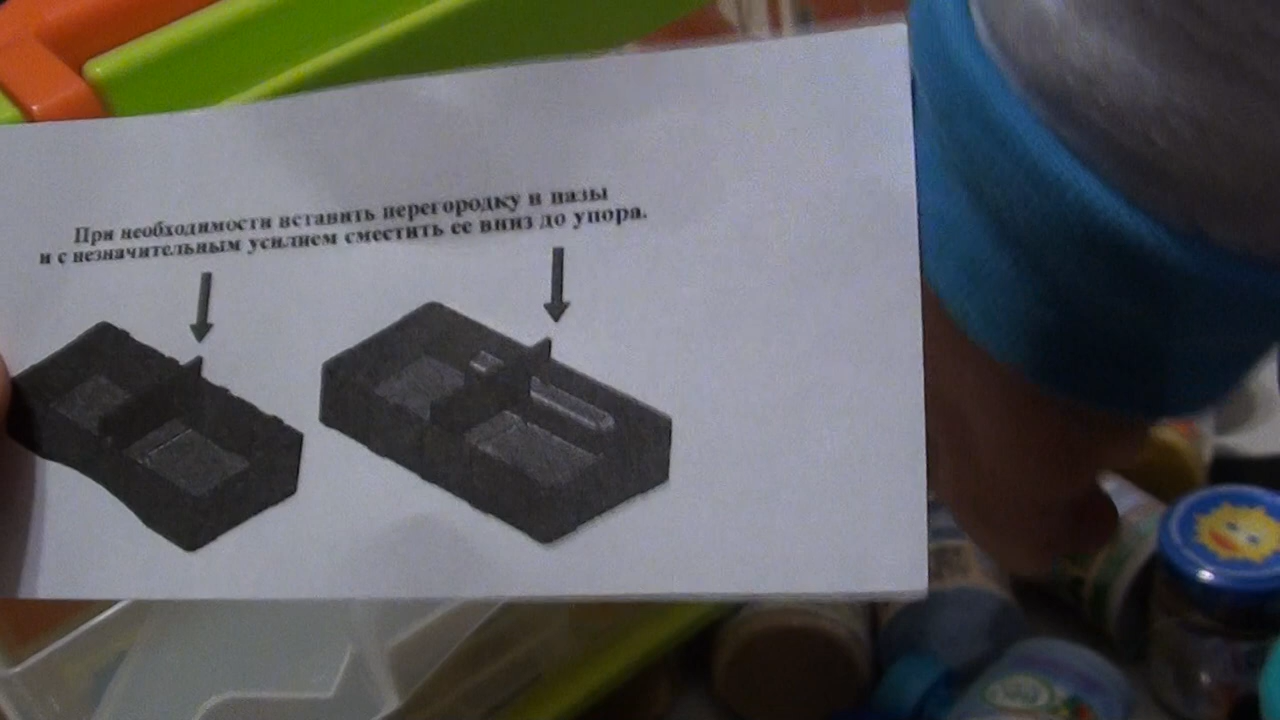 При необходимости вставить перегородку в пазы
и с незначительным усилием сместить ее вниз до упора.